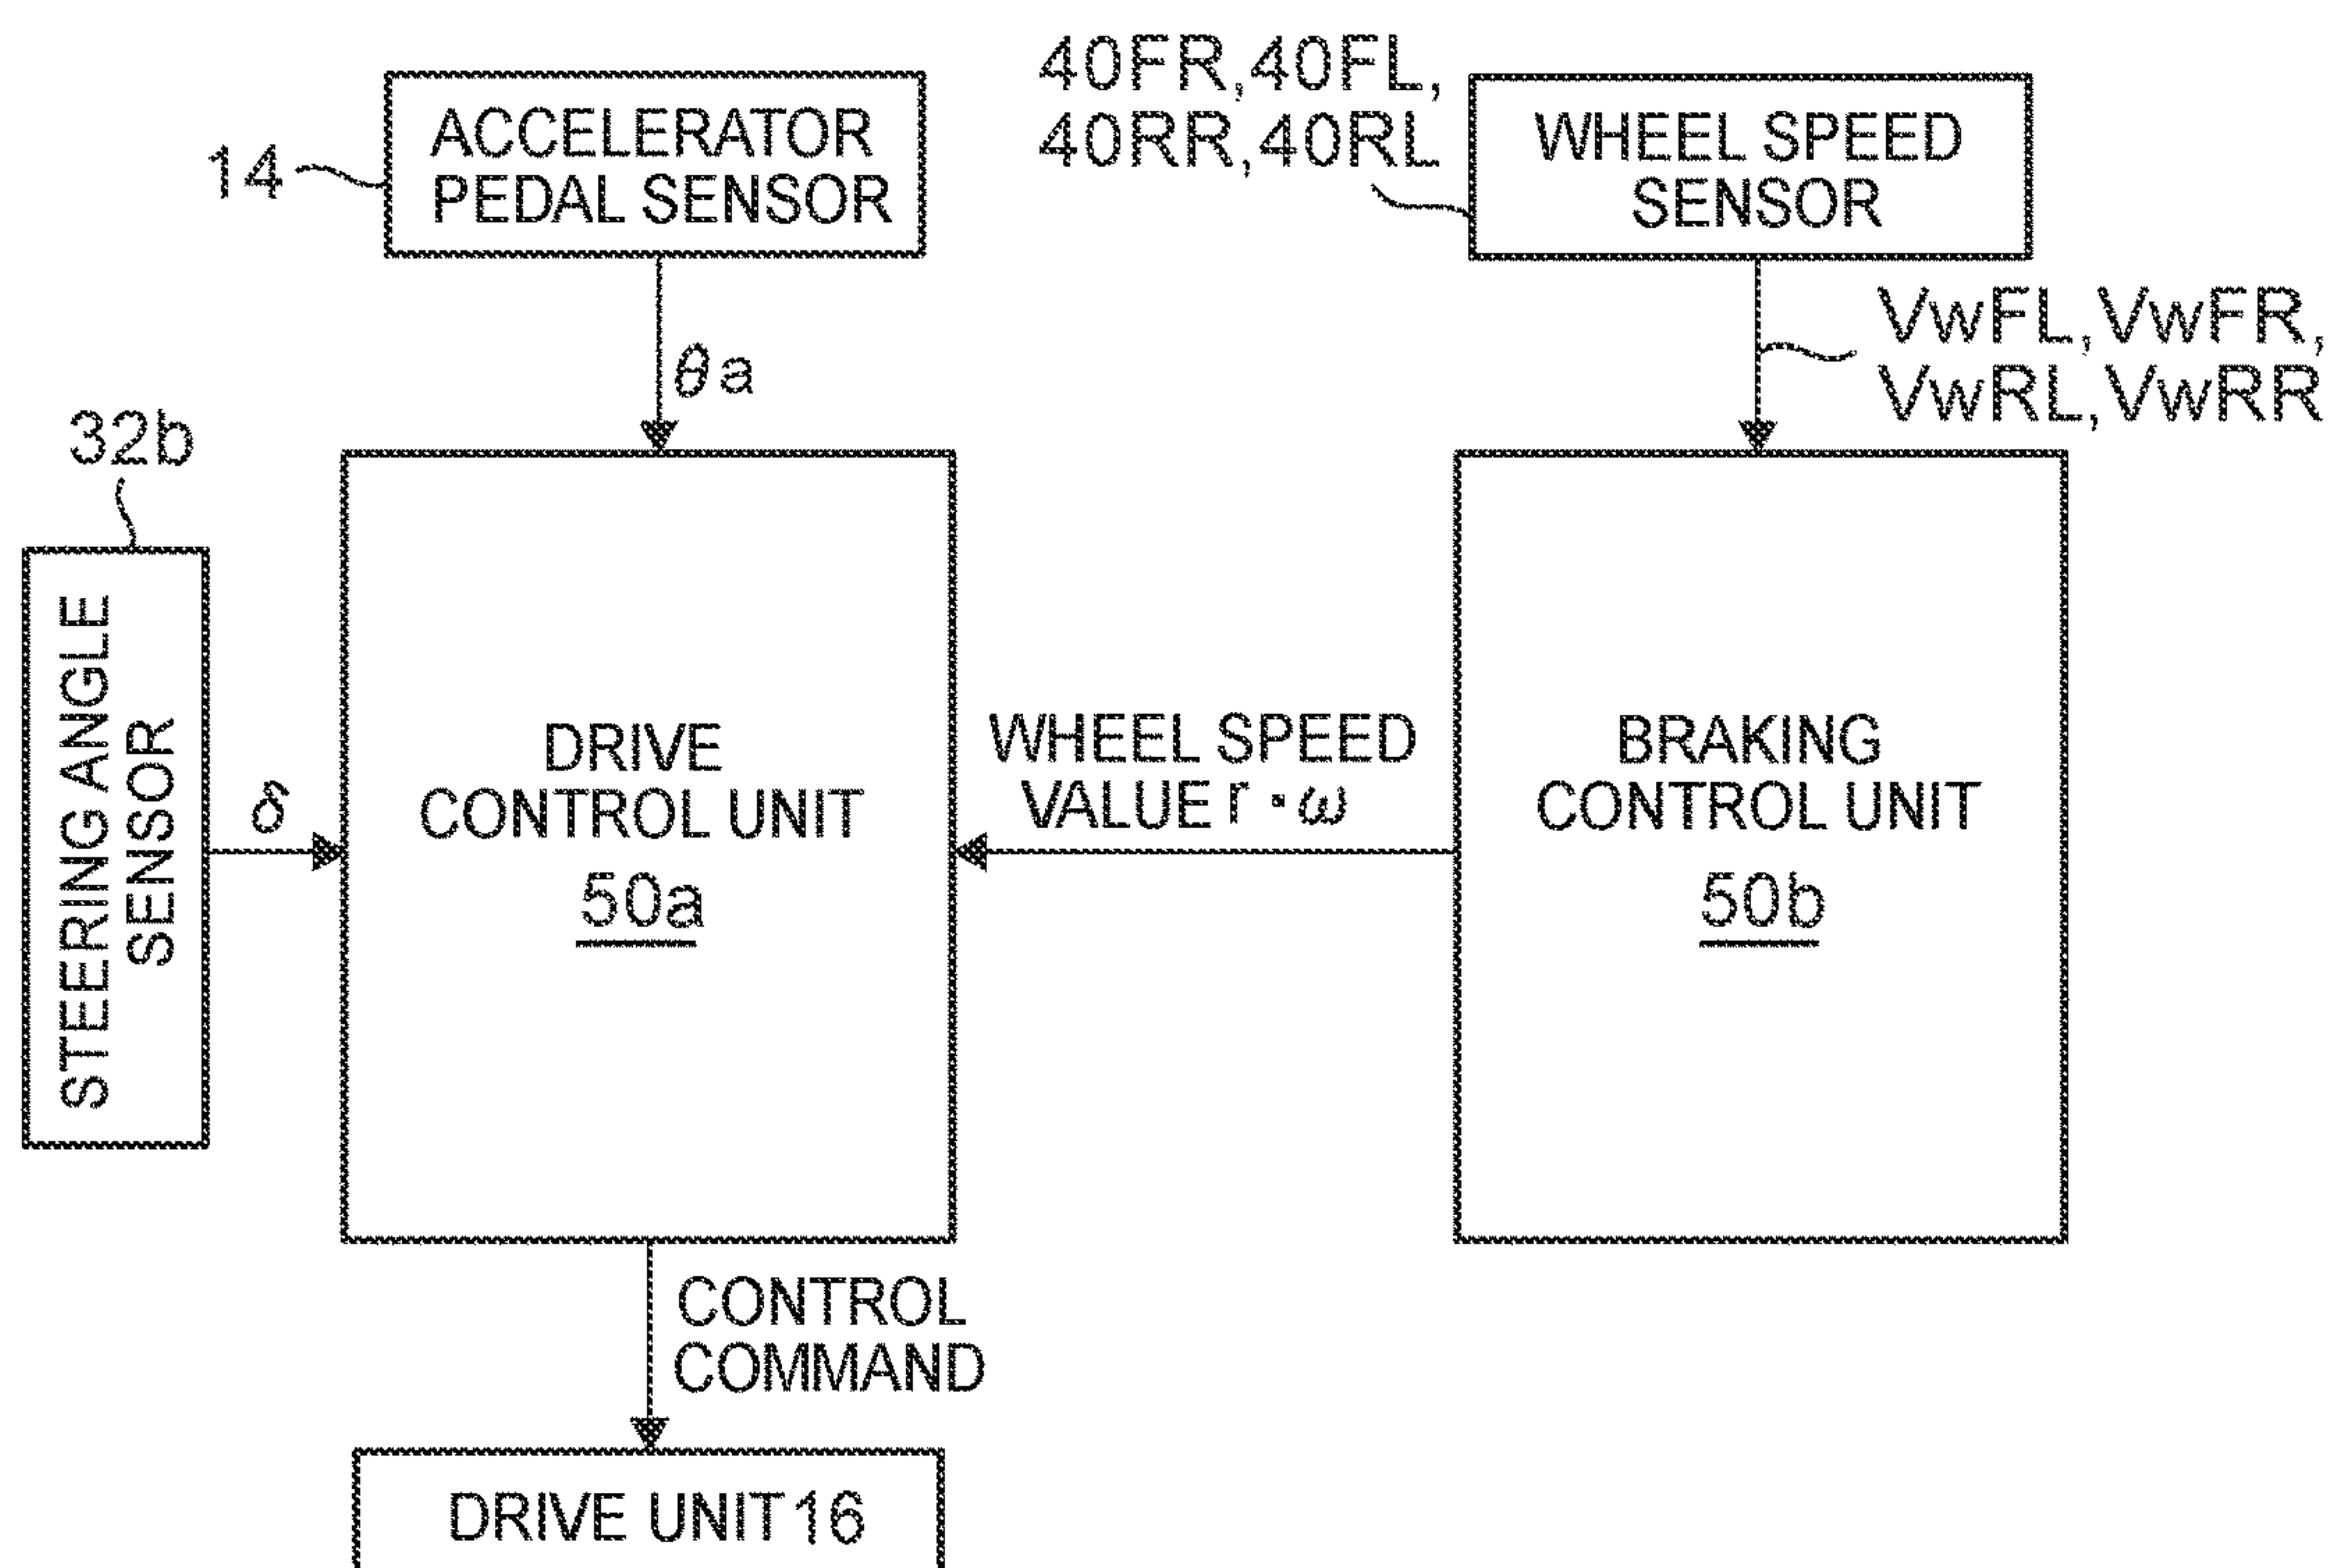 14
ACCELERATOR
PEDAL SENSOR
40FR,40FL,
40RR,40RL
WHEEL SPEED
SENSOR
θa
VwFL,VwFR,
VwRL,VwRR
32b
STEERING ANGLE
SENSOR
δ
DRIVE
CONTROL UNIT
50a
WHEEL SPEED
VALUE r・ω
BRAKING
CONTROL UNIT
50b
CONTROL
COMMAND
DRIVE UNIT 16